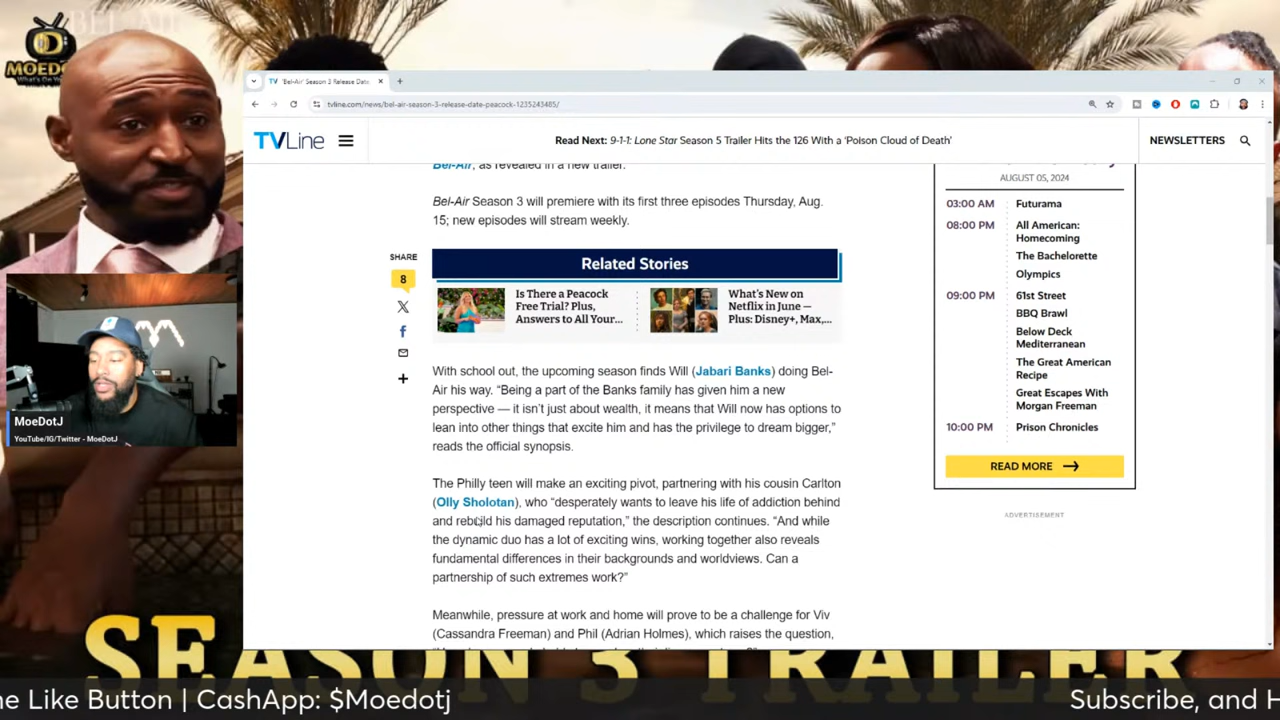 BEL-AIR
MOEDO
What's On Yo
'Bel-Air' Season 3 Release Date
tvline.com/news/bel-air-season-3-release-date-peacock-1235243485/
TVLine
Read Next: 9-1-1: Lone Star Season 5 Trailer Hits the 126 With a 'Poison Cloud of Death'
NEWSLETTERS
Bel-Air, as revealed in a new trailer.
Bel-Air Season 3 will premiere with its first three episodes Thursday, Aug.
15; new episodes will stream weekly.
SHARE
8
Related Stories
Is There a Peacock
Free Trial? Plus,
Answers to All Your...
What's New on
Netflix in June —
Plus: Disney+, Max,...
With school out, the upcoming season finds Will (Jabari Banks) doing Bel-
Air his way. “Being a part of the Banks family has given him a new
perspective — it isn’t just about wealth, it means that Will now has options to
lean into other things that excite him and has the privilege to dream bigger,”
reads the official synopsis.
The Philly teen will make an exciting pivot, partnering with his cousin Carlton
(Olly Sholotan), who “desperately wants to leave his life of addiction behind
and rebuild his damaged reputation,” the description continues. “And while
the dynamic duo has a lot of exciting wins, working together also reveals
fundamental differences in their backgrounds and worldviews. Can a
partnership of such extremes work?”
Meanwhile, pressure at work and home will prove to be a challenge for Viv
(Cassandra Freeman) and Phil (Adrian Holmes), which raises the question,
AUGUST 05, 2024
03:00 AM Futurama
08:00 PM All American:
Homecoming
The Bachelorette
Olympics
09:00 PM 61st Street
BBQ Brawl
Below Deck
Mediterranean
The Great American
Recipe
Great Escapes With
Morgan Freeman
10:00 PM Prison Chronicles
READ MORE
ADVERTISEMENT
MoeDotJ
YouTube/IG/Twitter - MoeDotJ
SEASON 3 TRAILER
ne Like Button | CashApp: $Moedotj
Subscribe, and H